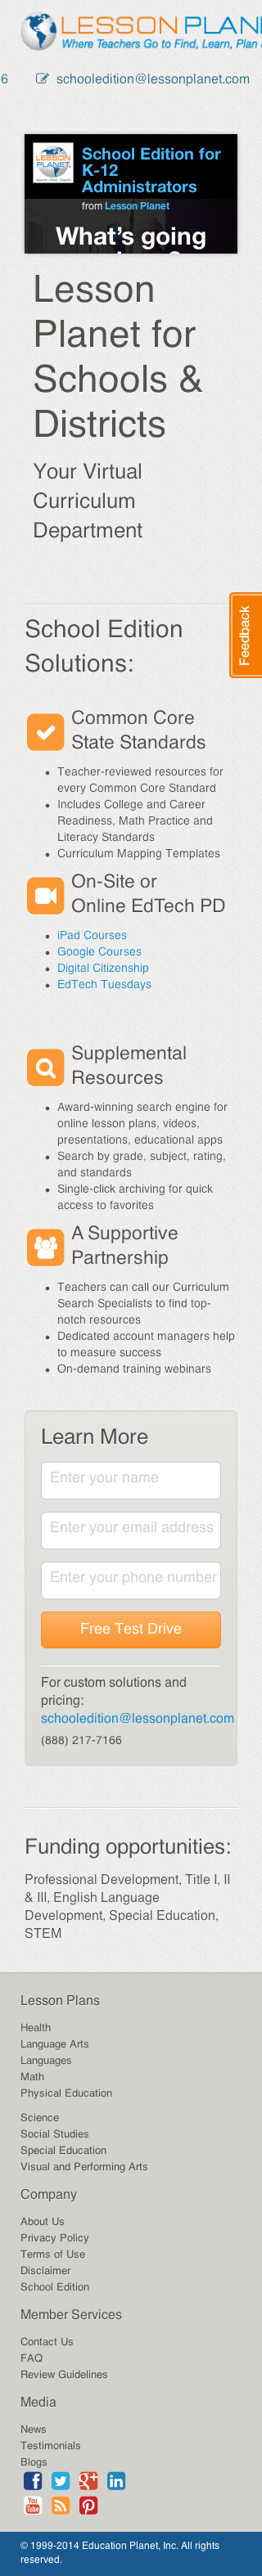 LESSON PLAN
Where Teachers Go to Find, Learn, Plan
6 schooledition@lessonplanet.com
LESSON
PLANET
School Edition for
K-12
Administrators
from Lesson Planet
What's going
Lesson
Planet for
Schools &
Districts
Your Virtual
Curriculum
Department
Feedback
School Edition
Solutions:
Common Core
State Standards
Teacher-reviewed resources for
every Common Core Standard
Includes College and Career
Readiness, Math Practice and
Literacy Standards
Curriculum Mapping Templates
On-Site or
Online EdTech PD
iPad Courses
Google Courses
Digital Citizenship
EdTech Tuesdays
Supplemental
Resources
Award-winning search engine for
online lesson plans, videos,
presentations, educational apps
Search by grade, subject, rating,
and standards
Single-click archiving for quick
access to favorites
A Supportive
Partnership
Teachers can call our Curriculum
Search Specialists to find top-
notch resources
Dedicated account managers help
to measure success
On-demand training webinars
Learn More
Enter your name
Enter your email address
Enter your phone number
Free Test Drive
For custom solutions and
pricing:
schooledition@lessonplanet.com
(888) 217-7166
Funding opportunities:
Professional Development, Title I, II
& III, English Language
Development, Special Education,
STEM
Lesson Plans
Health
Language Arts
Languages
Math
Physical Education
Science
Social Studies
Special Education
Visual and Performing Arts
Company
About Us
Privacy Policy
Terms of Use
Disclaimer
School Edition
Member Services
Contact Us
FAQ
Review Guidelines
Media
News
Testimonials
Blogs
You Tube
© 1999-2014 Education Planet, Inc. All rights
reserved.